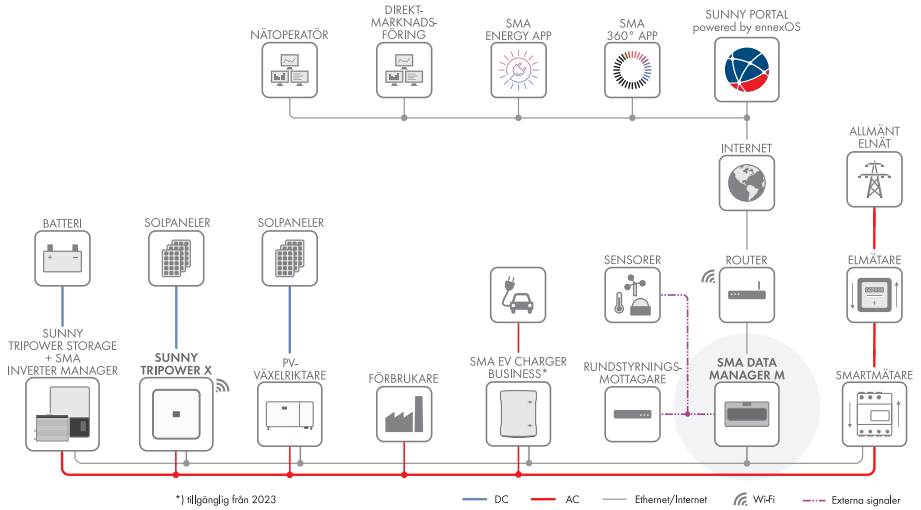 NÄTOPERATÖR
DIREKT-
MARKNADS-
FÖRING
SMA
ENERGY APP
SMA
360° APP
SUNNY PORTAL
powered by ennexOS
INTERNET
ALLMÄNT
ELNÄT
BATTERI
SOLPANELER
SOLPANELER
SENSORER
ROUTER
ELMÄTARE
SUNNY
TRIPOWER STORAGE
+ SMA
INVERTER MANAGER
SUNNY
TRIPOWER X
PV-
VÄXELRIKTARE
FÖRBRUKARE
SMA EV CHARGER
BUSINESS*
RUNDSTYRNINGS-
MOTTAGARE
SMA DATA
MANAGER M
SMARTMÄTARE
*) tillgänglig från 2023
DC
AC
Ethernet/Internet
Wi-Fi
Externa signaler